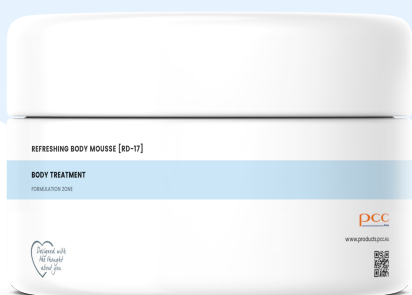 REFRESHING BODY MOUSSE [RD-17]
BODY TREATMENT
FORMULATION ZONE
pcc
www.products.pcc.eu
Designed with
the thought
about you